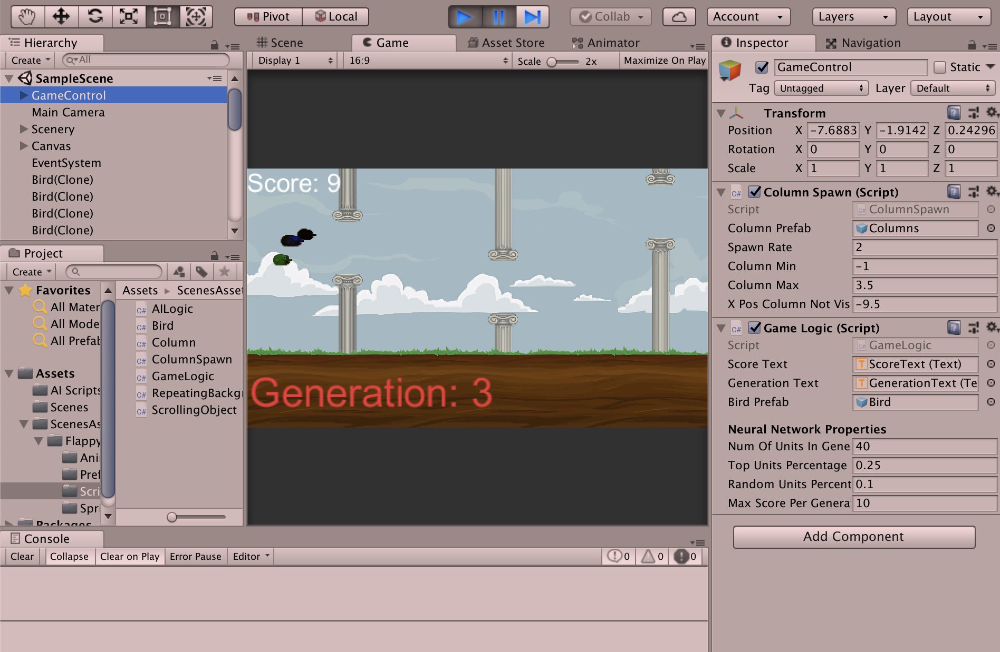 Pivot Local Collab Account Layers Layout
Hierarchy
Create All
SampleScene
GameControl
Main Camera
Scenery
Canvas
EventSystem
Bird(Clone)
Bird(Clone)
Bird(Clone)
Bird(Clone)
Project
Create
Favorites
All Mater
All Mode
All Prefab
Assets
AI Scripts
Scenes
ScenesAs
Flappy
Ani
Pref
Scri
Spri
Packages
Assets ScenesAsset
C# AILogic
C# Bird
C# Column
C# ColumnSpawn
C# GameLogic
C# RepeatingBackgr
C# ScrollingObject
Scene Game Asset Store Animator
Display 1 16:9 Scale 2x Maximize On Play
Score: 9
Generation: 3
Console
Clear Collapse Clear on Play Error Pause Editor 0 0 0
Inspector Navigation
GameControl Static
Tag Untagged Layer Default
Transform
Position X -7.6883 Y -1.9142 Z 0.24296
Rotation X 0 Y 0 Z 0
Scale X 1 Y 1 Z 1
C# Column Spawn (Script)
Script C# ColumnSpawn
Column Prefab Columns
Spawn Rate 2
Column Min -1
Column Max 3.5
X Pos Column Not Vis -9.5
C# Game Logic (Script)
Script C# GameLogic
Score Text T ScoreText (Text)
Generation Text T GenerationText (Te
Bird Prefab Bird
Neural Network Properties
Num Of Units In Gene 40
Top Units Percentage 0.25
Random Units Percent 0.1
Max Score Per Genera 10
Add Component